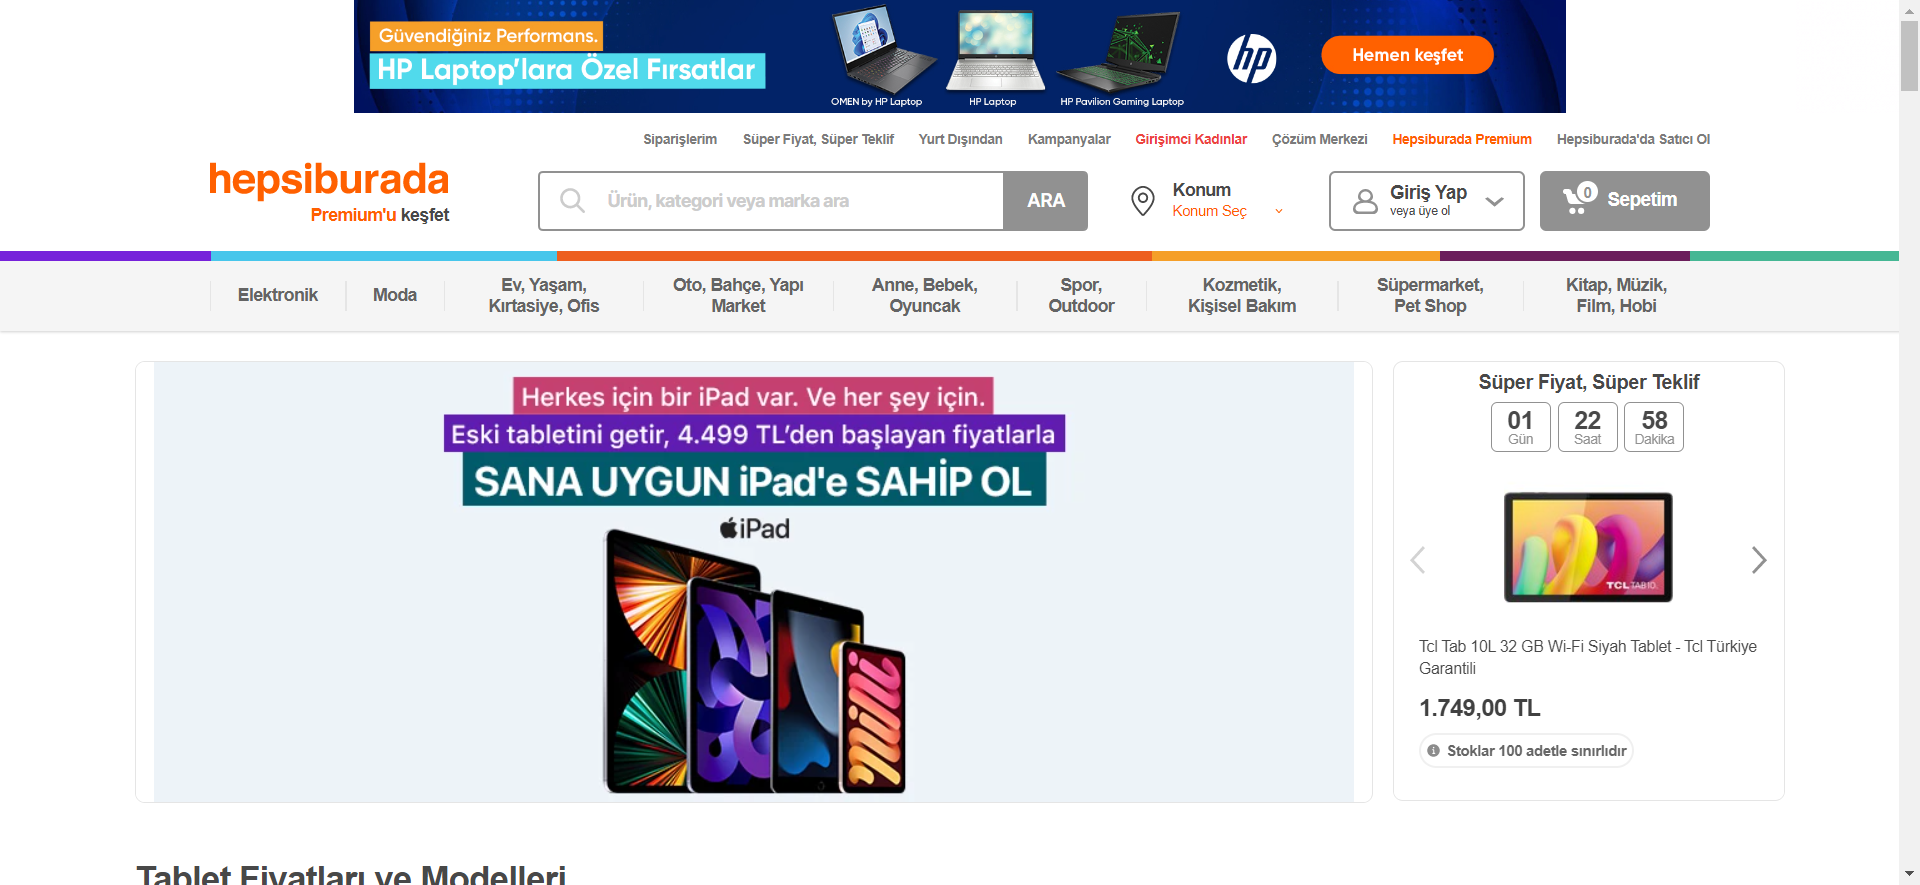 Güvendiğiniz Performans.
HP Laptop'lara Özel Fırsatlar
OMEN by HP Laptop
HP Laptop
HP Pavilion Gaming Laptop
hp
Hemen keşfet
Siparişlerim
Süper Fiyat, Süper Teklif
Yurt Dışından
Kampanyalar
Girişimci Kadınlar
Çözüm Merkezi
Hepsiburada Premium
Hepsiburada'da Satıcı Ol
hepsiburada
Premium'u keşfet
Ürün, kategori veya marka ara
ARA
Konum
Konum Seç
Giriş Yap
veya üye ol
0
Sepetim
Elektronik
Moda
Ev, Yaşam,
Kırtasiye, Ofis
Oto, Bahçe, Yapı
Market
Anne, Bebek,
Oyuncak
Spor,
Outdoor
Kozmetik,
Kişisel Bakım
Süpermarket,
Pet Shop
Kitap, Müzik,
Film, Hobi
Herkes için bir iPad var. Ve her şey için.
Eski tabletini getir, 4.499 TL'den başlayan fiyatlarla
SANA UYGUN iPad'e SAHİP OL
iPad
mini
Süper Fiyat, Süper Teklif
01
Gün
22
Saat
58
Dakika
TCL TAB 10L
Tcl Tab 10L 32 GB Wi-Fi Siyah Tablet - Tcl Türkiye
Garantili
1.749,00 TL
Stoklar 100 adetle sınırlıdır
Tablet Fiyatları ve Modelleri